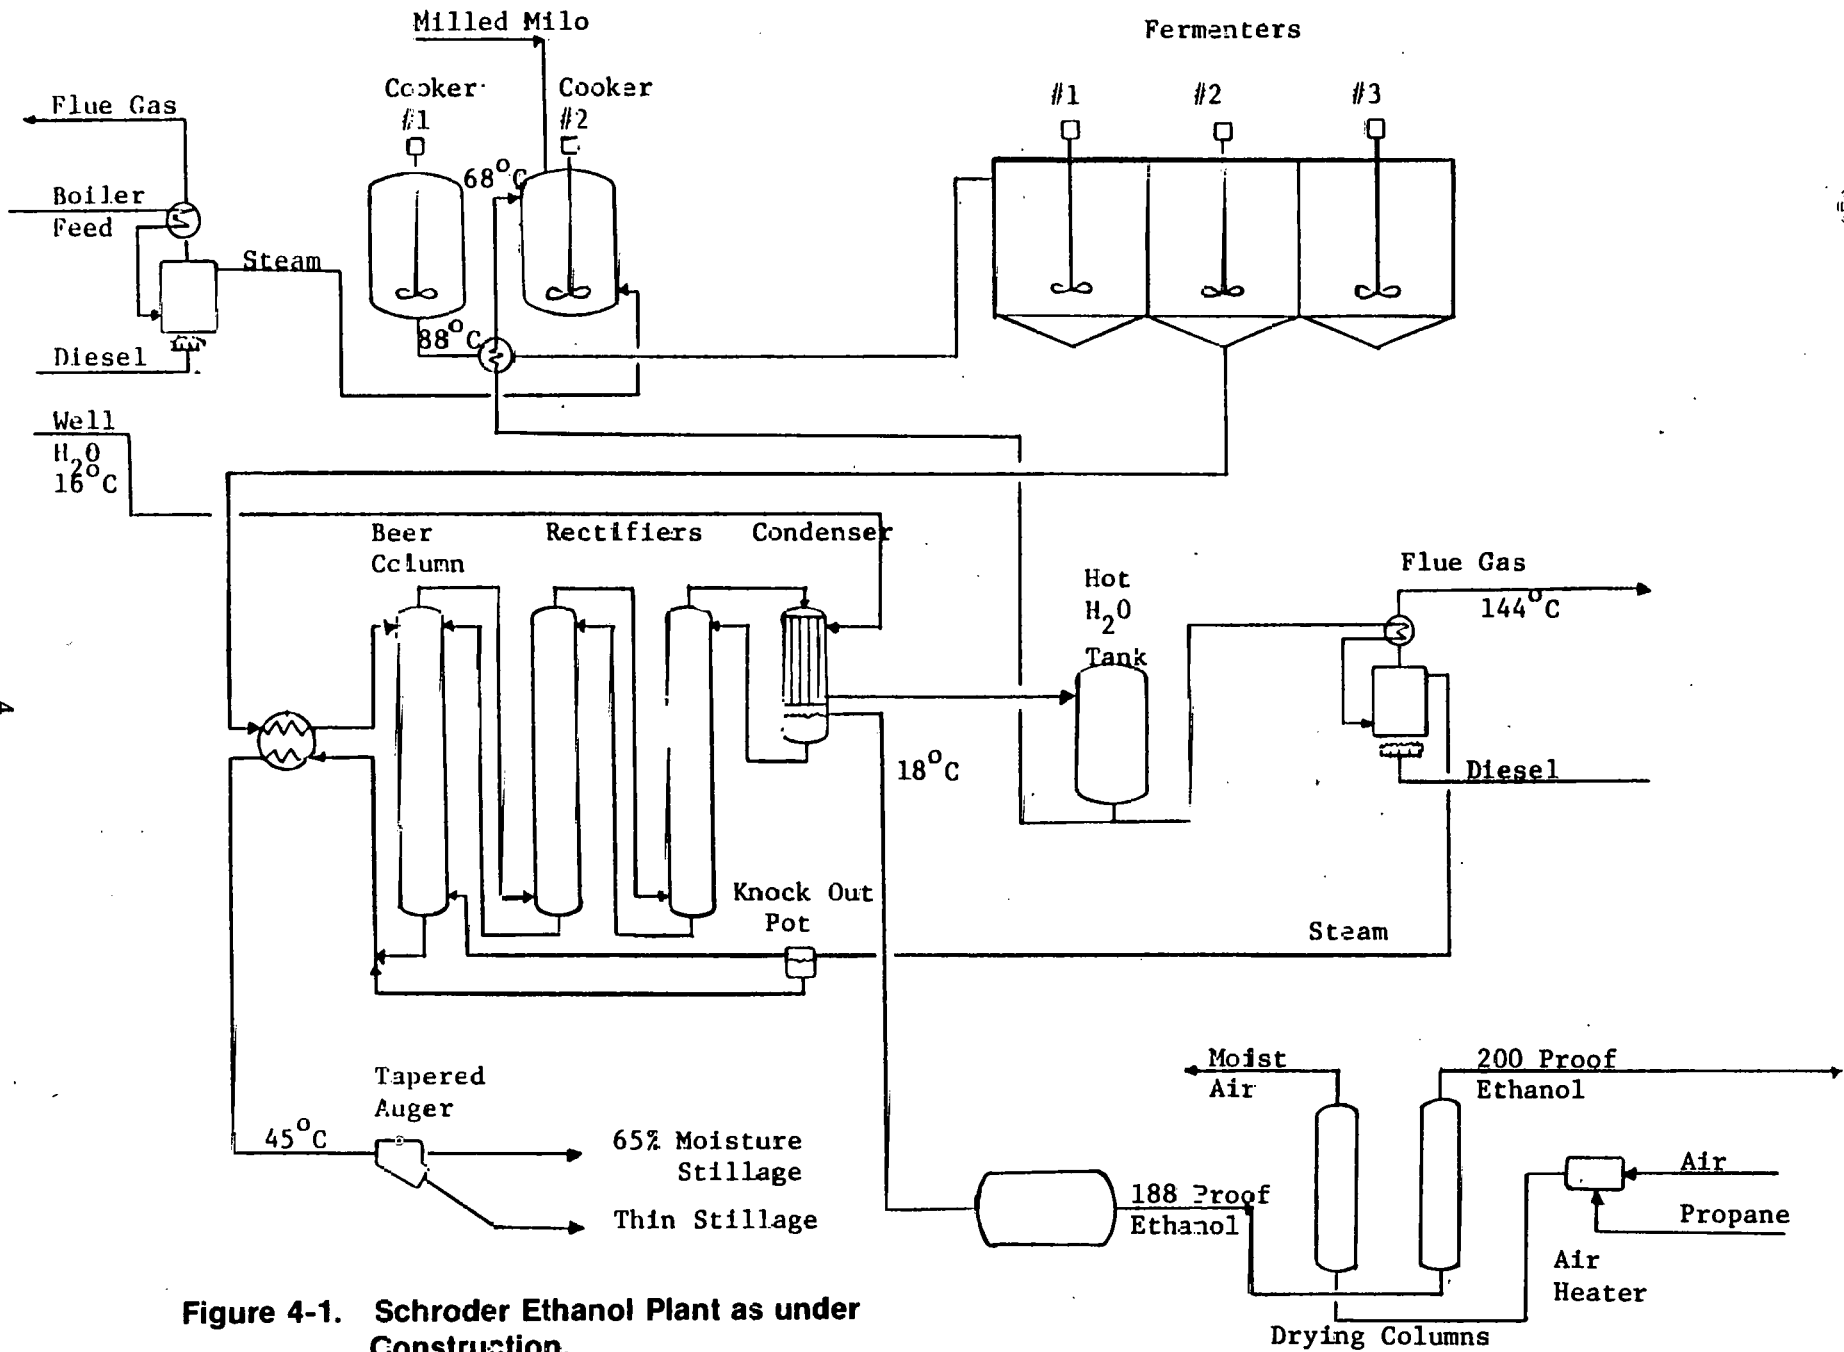 Milled Milo
Fermenters
Cooker
#1
Cooker
#2
#1
#2
#3
Flue Gas
68°C
Boiler
Feed
Steam
88°C
Diesel
Well
H2O
16°C
Beer
Column
Rectifiers
Condenser
Hot
H2O
Tank
Flue Gas
144°C
18°C
Diesel
Knock Out
Pot
Steam
4
Tapered
Auger
45°C
65% Moisture
Stillage
Thin Stillage
Moist
Air
200 Proof
Ethanol
188 Proof
Ethanol
Air
Propane
Air
Heater
Drying Columns
Figure 4-1. Schroder Ethanol Plant as under
Construction.